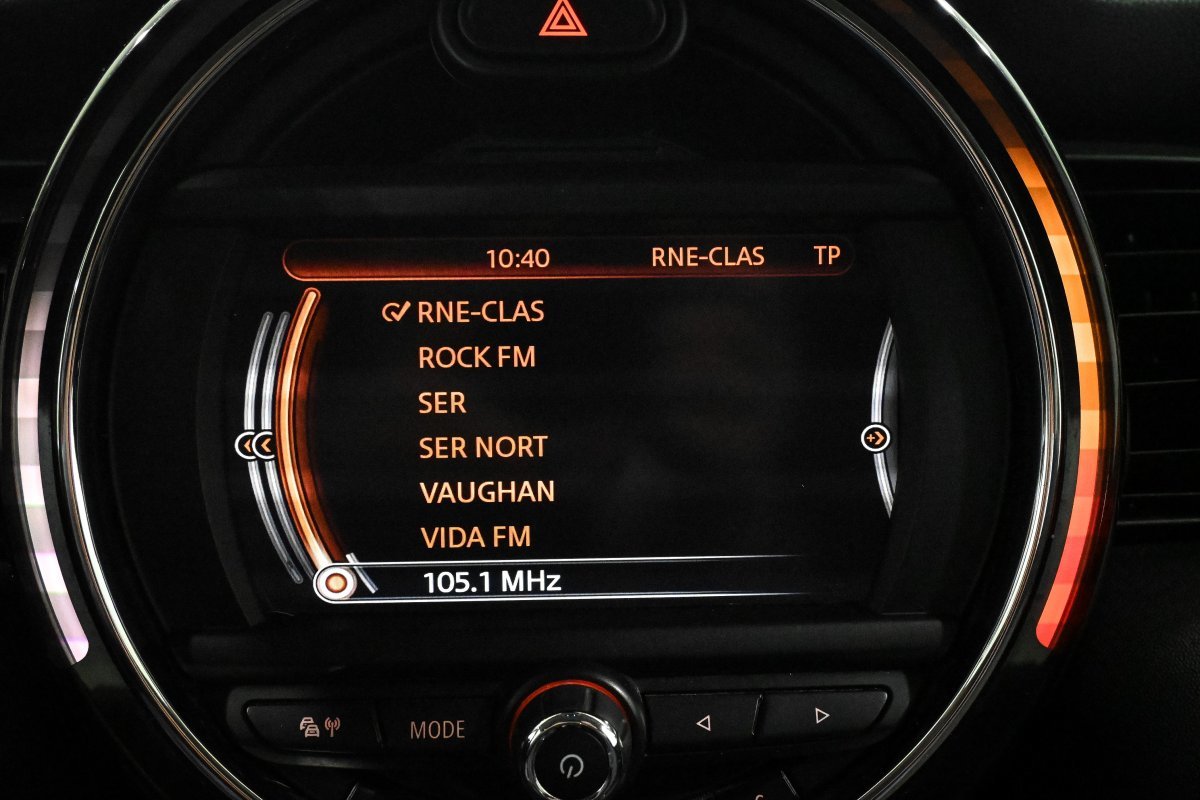 10:40 RNE-CLAS TP
RNE-CLAS
ROCK FM
SER
SER NORT
VAUGHAN
VIDA FM
105.1 MHz
MODE